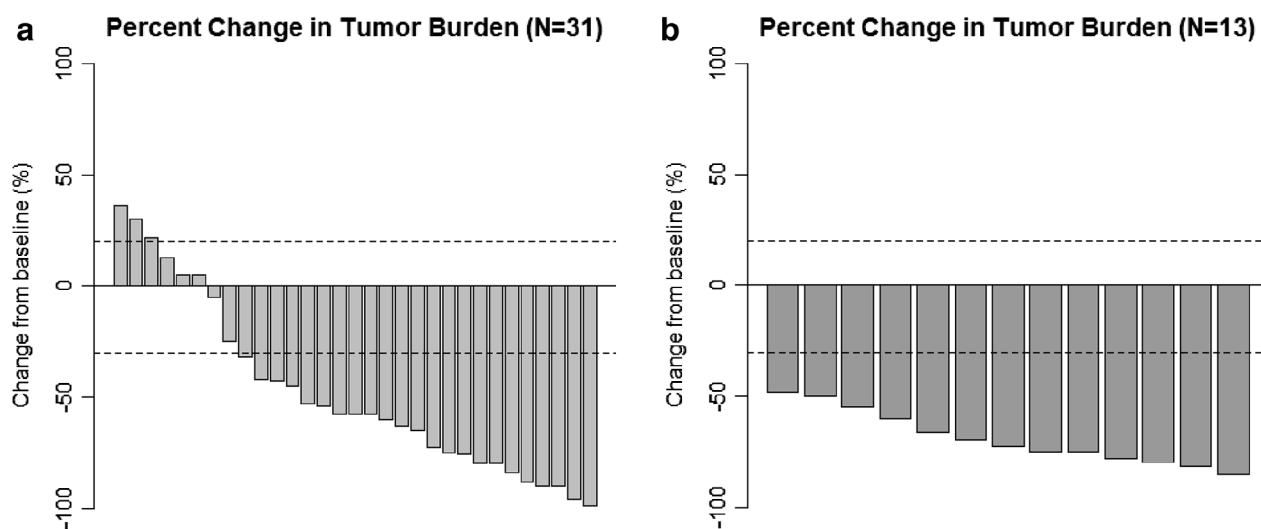 a Percent Change in Tumor Burden (N=31)
100
50
0
-50
-100
Change from baseline (%)
b Percent Change in Tumor Burden (N=13)
100
50
0
-50
-100
Change from baseline (%)